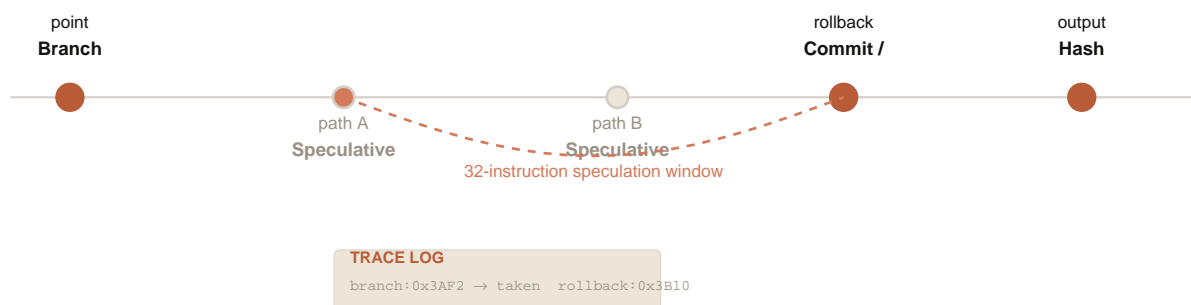 point
Branch
rollback
Commit /
output
Hash
path A
Speculative
path B
Speculative
32-instruction speculation window
TRACE LOG
branch:0x3AF2 → taken  rollback:0x3B10